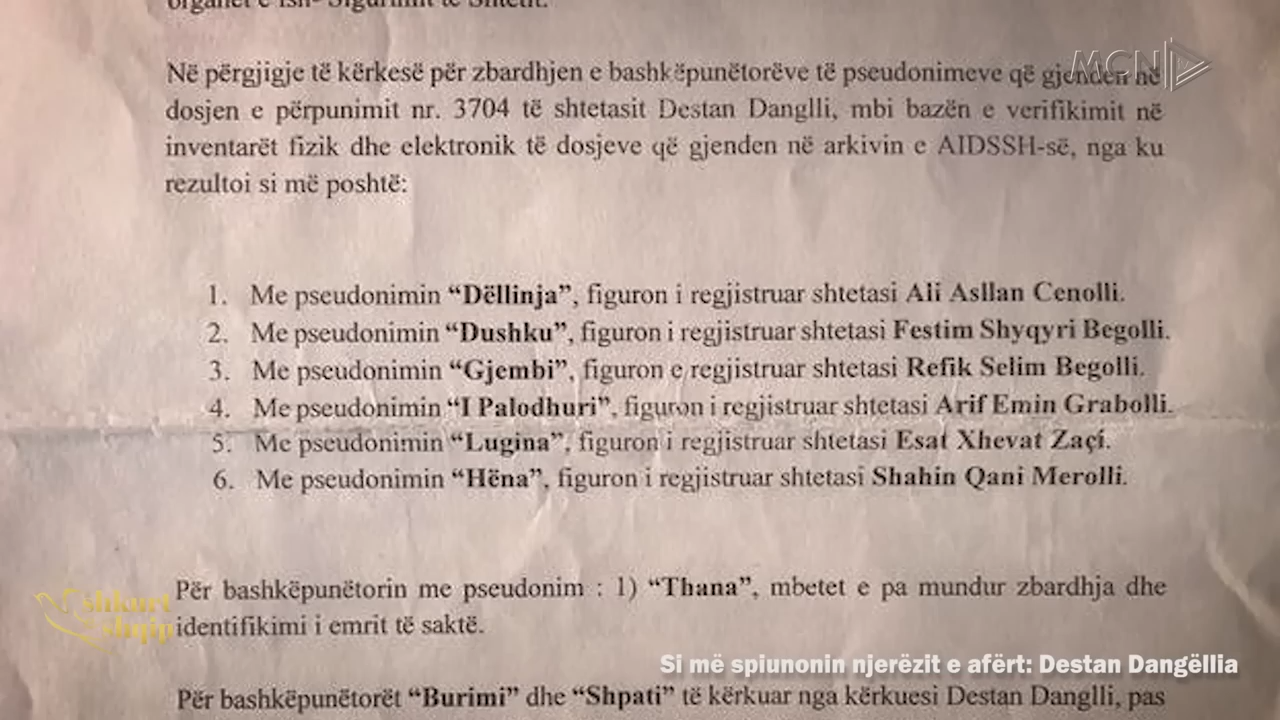 organet e ish- Sigurimit të Shtetit.
MCN
Në përgjigje të kërkesë për zbardhjen e bashkëpunëtorëve të pseudonimeve që gjenden në
dosjen e përpunimit nr. 3704 të shtetasit Destan Danglli, mbi bazën e verifikimit në
inventarët fizik dhe elektronik të dosjeve që gjenden në arkivin e AIDSSH-së, nga ku
rezultoi si më poshtë:
1. Me pseudonimin “Dëllinja”, figuron i regjistruar shtetasi Ali Asllan Cenolli.
2. Me pseudonimin “Dushku”, figuron i regjistruar shtetasi Festim Shyqyri Begolli.
3. Me pseudonimin “Gjembi”, figuron e regjistruar shtetasi Refik Selim Begolli.
4. Me pseudonimin “I Palodhuri”, figuron i regjistruar shtetasi Arif Emin Grabolli.
5. Me pseudonimin “Lugina”, figuron i regjistruar shtetasi Esat Xhevat Zaçi.
6. Me pseudonimin “Hëna”, figuron i regjistruar shtetasi Shahin Qani Merolli.
Për bashkëpunëtorin me pseudonim : 1) “Thana”, mbetet e pa mundur zbardhja dhe
identifikimi i emrit të saktë.
shkurt
shqip
Si më spiunonin njerëzit e afërt: Destan Dangëllia
Për bashkëpunëtorët “Burimi” dhe “Shpati” të kërkuar nga kërkuesi Destan Danglli, pas